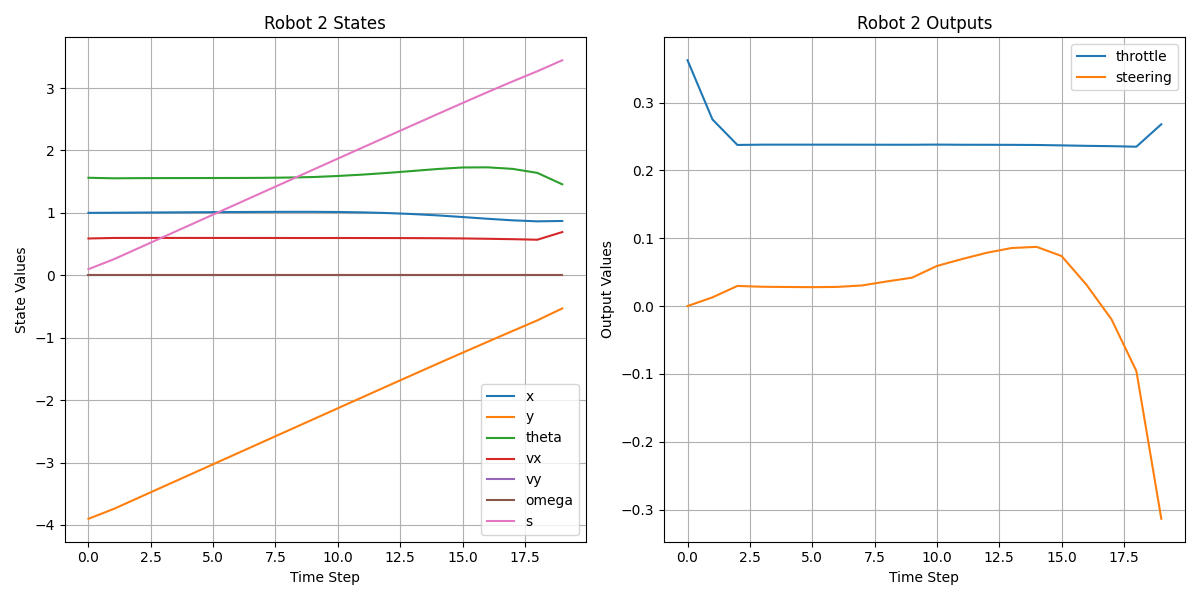 Robot 2 States
State Values
3
2
1
0
−1
−2
−3
−4
x
y
theta
vx
vy
omega
s
0.0 2.5 5.0 7.5 10.0 12.5 15.0 17.5
Time Step
Robot 2 Outputs
Output Values
0.3
0.2
0.1
0.0
−0.1
−0.2
−0.3
throttle
steering
0.0 2.5 5.0 7.5 10.0 12.5 15.0 17.5
Time Step